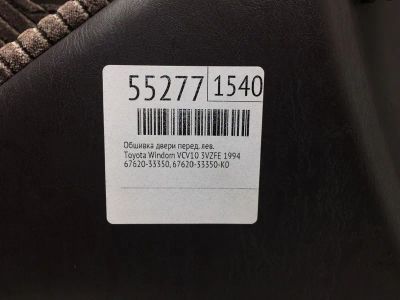 55277 1540
Обшивка двери перед. лев.
Toyota Windom VCV10 3VZFE 1994
67620-33350, 67620-33350-K0